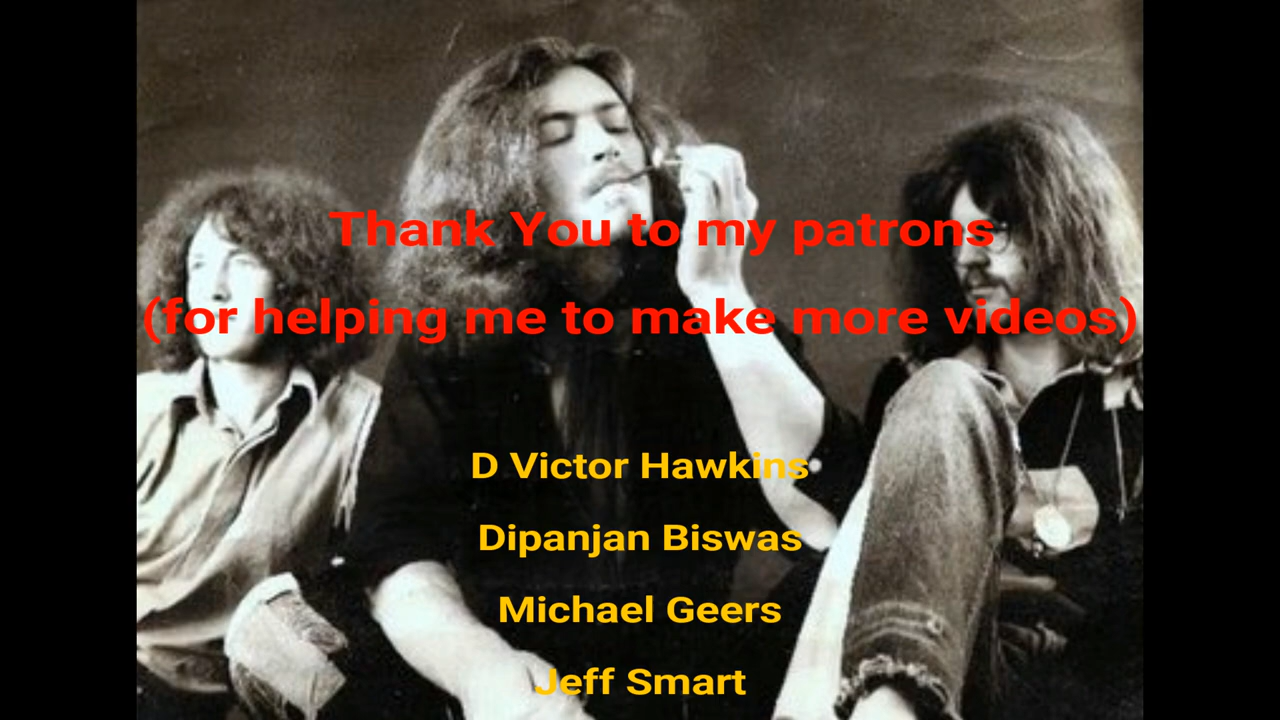 Thank You to my patrons
(for helping me to make more videos)
D Victor Hawkins
Dipanjan Biswas
Michael Geers
Jeff Smart